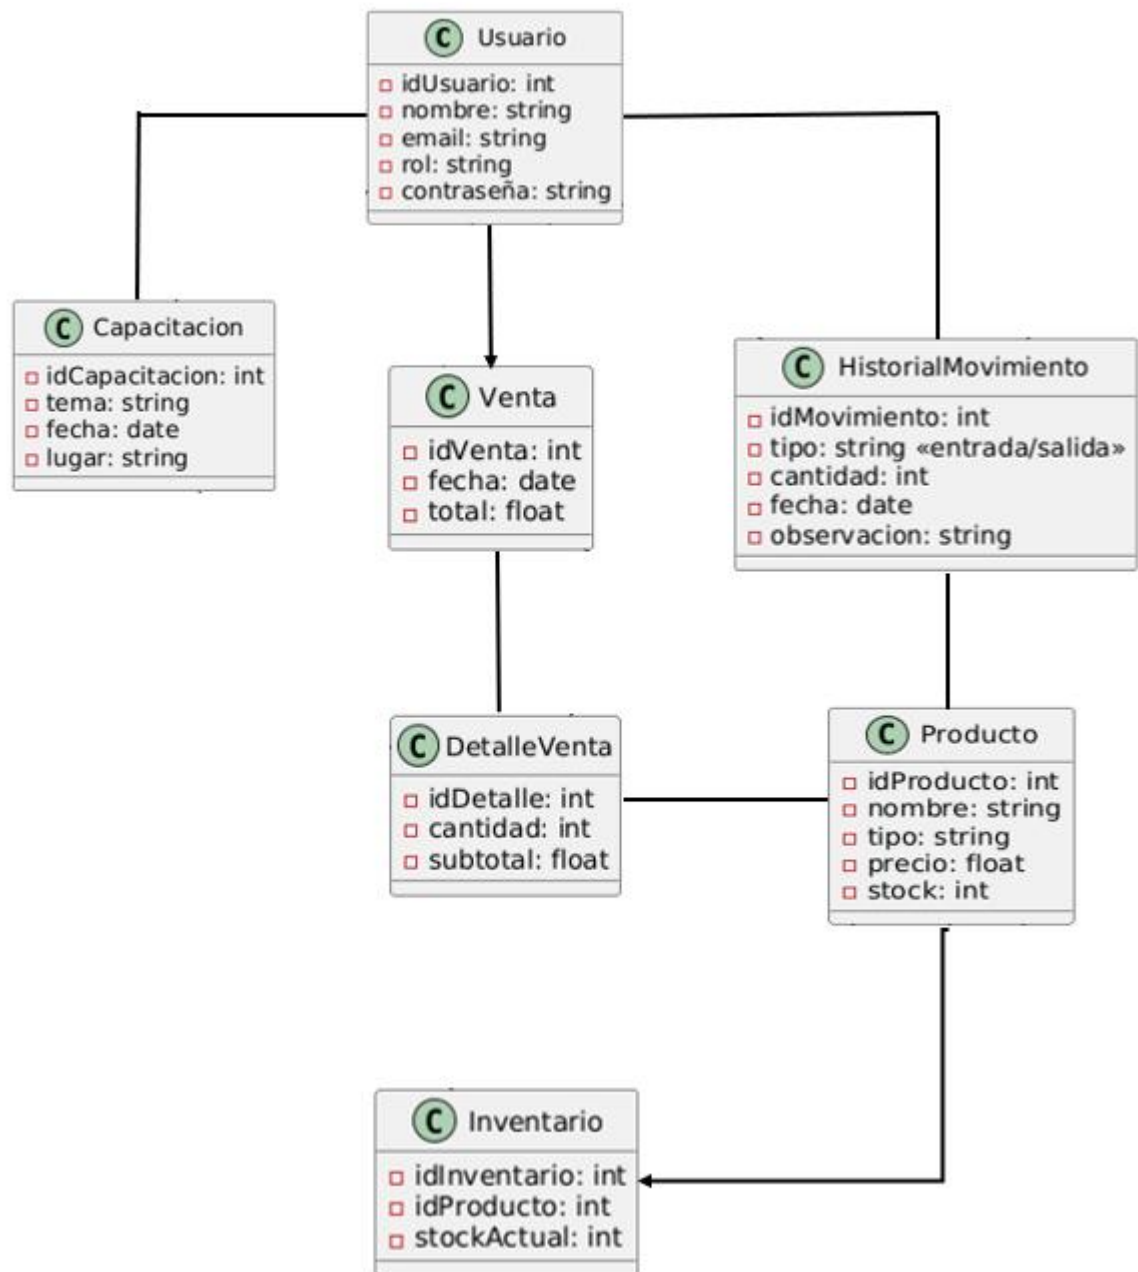 C Usuario
idUsuario: int
nombre: string
email: string
rol: string
contraseña: string
C Capacitacion
idCapacitacion: int
tema: string
fecha: date
lugar: string
C Venta
idVenta: int
fecha: date
total: float
C HistorialMovimiento
idMovimiento: int
tipo: string «entrada/salida»
cantidad: int
fecha: date
observacion: string
C DetalleVenta
idDetalle: int
cantidad: int
subtotal: float
C Producto
idProducto: int
nombre: string
tipo: string
precio: float
stock: int
C Inventario
idInventario: int
idProducto: int
stockActual: int